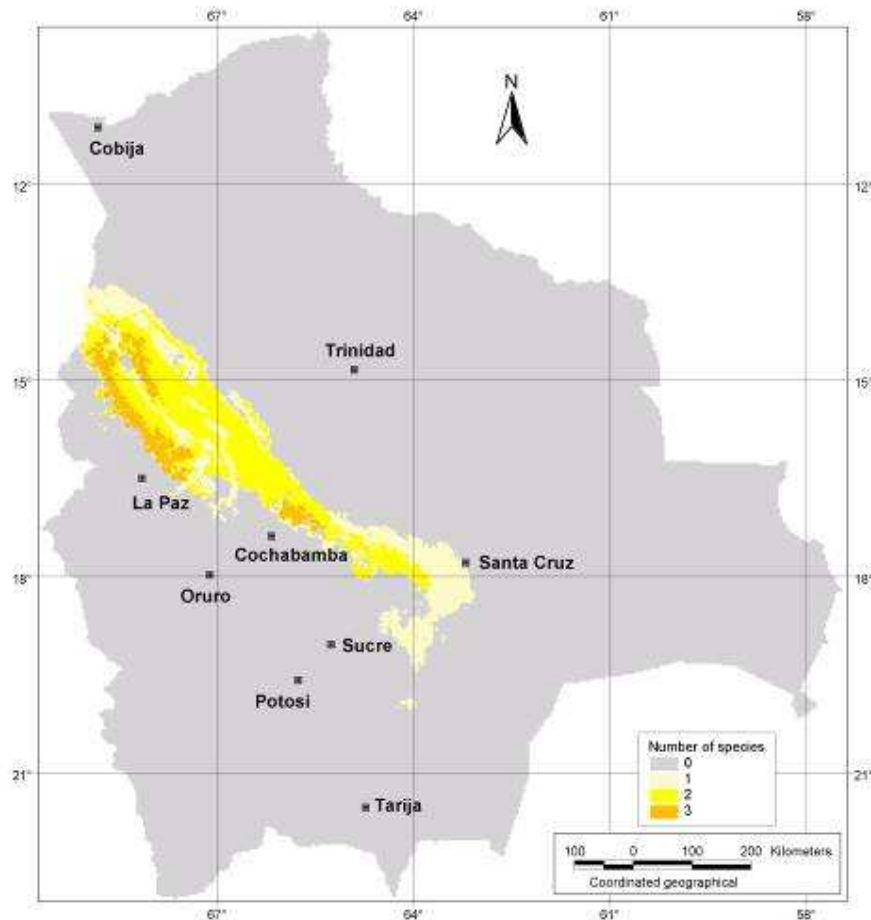 67° 64° 61° 58°
N
Cobija
12° 12°
Trinidad
15° 15°
La Paz
Cochabamba
Santa Cruz
18° 18°
Oruro
Sucre
Potosi
Number of species
0
1
2
3
21° 21°
Tarija
100 0 100 200 Kilometers
Coordinated geographical
67° 64° 61° 58°